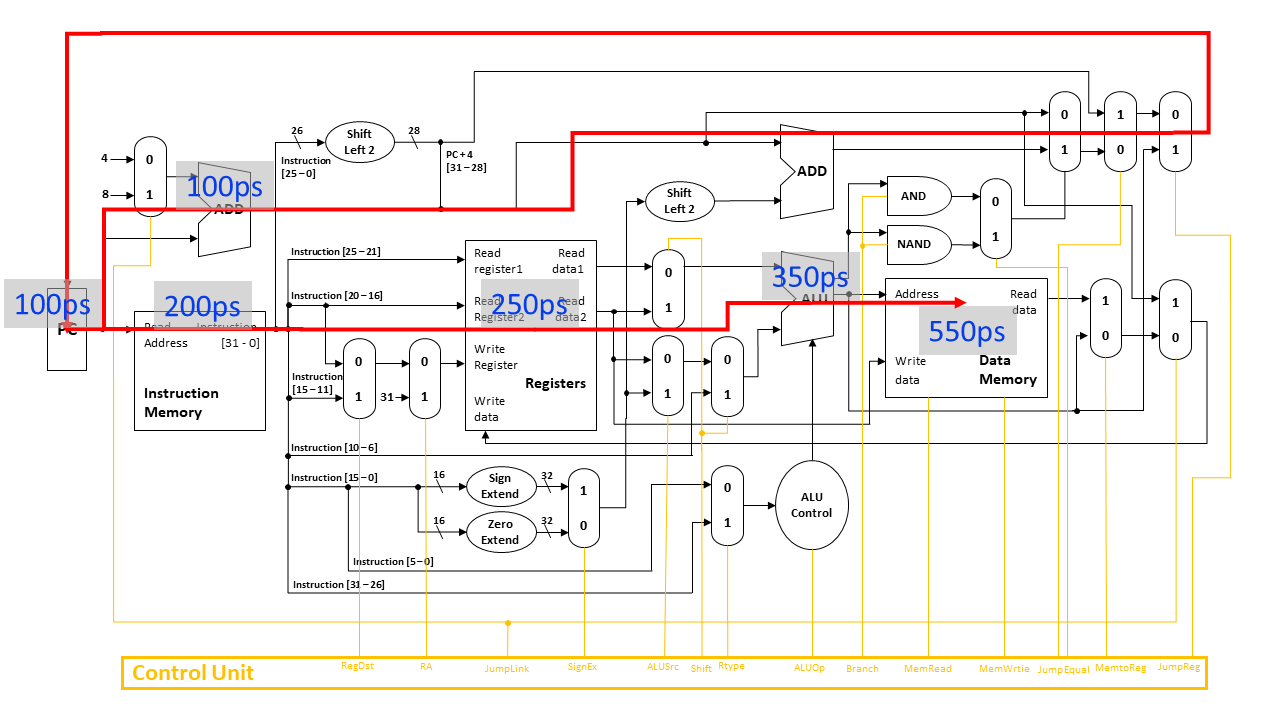 26
28
Shift
Left 2
Instruction
[25 – 0]
PC + 4
[31 – 28]
4
8
0
1
100ps
ADD
0
1
1
0
0
1
ADD
Shift
Left 2
AND
NAND
0
1
Instruction [25 – 21]
Instruction [20 – 16]
Instruction
[15 – 11]
Read
register1
Read
data1
Read
Register2
Read
data2
250ps
Write
Register
Registers
Write
data
0
1
350ps
ALU
100ps
PC
200ps
Read
Address
Instruction
[31 - 0]
Instruction
Memory
Address
Read
data
550ps
Write
data
Data
Memory
1
0
1
0
0
1
31
0
1
0
1
0
1
Instruction [10 – 6]
Instruction [15 – 0]
16
Sign
Extend
32
16
Zero
Extend
32
1
0
0
1
ALU
Control
Instruction [5 – 0]
Instruction [31 – 26]
Control Unit
RegDst
RA
JumpLink
SignEx
ALUSrc
Shift
Rtype
ALUOp
Branch
MemRead
MemWrtie
JumpEqual
MemtoReg
JumpReg